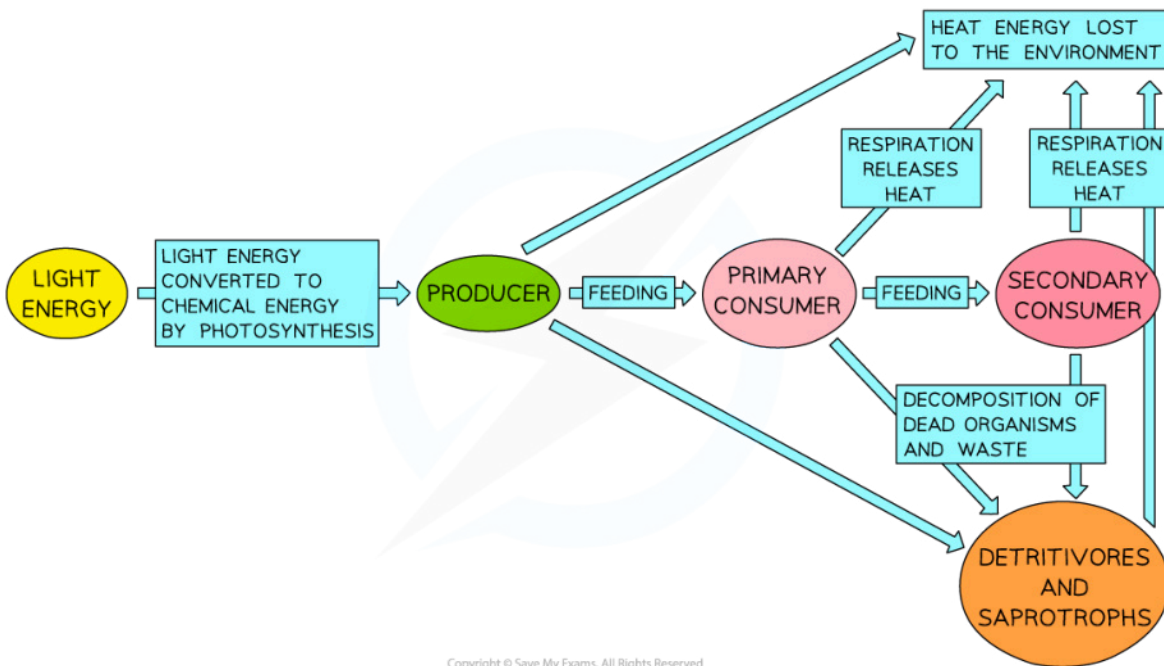 HEAT ENERGY LOST
TO THE ENVIRONMENT
RESPIRATION
RELEASES
HEAT
RESPIRATION
RELEASES
HEAT
LIGHT
ENERGY
LIGHT ENERGY
CONVERTED TO
CHEMICAL ENERGY
BY PHOTOSYNTHESIS
PRODUCER
FEEDING
PRIMARY
CONSUMER
FEEDING
SECONDARY
CONSUMER
DECOMPOSITION OF
DEAD ORGANISMS
AND WASTE
DETRITIVORES
AND
SAPROTROPHS
Copyright © Save My Exams. All Rights Reserved